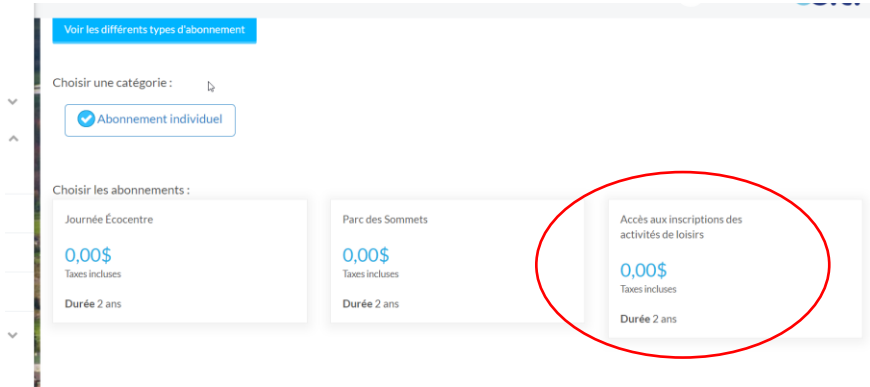 Voir les différents types d'abonnement
Choisir une catégorie :
Abonnement individuel
Choisir les abonnements :
Journée Écocentre
0,00$
Taxes incluses
Durée 2 ans
Parc des Sommets
0,00$
Taxes incluses
Durée 2 ans
Accès aux inscriptions des
activités de loisirs
0,00$
Taxes incluses
Durée 2 ans